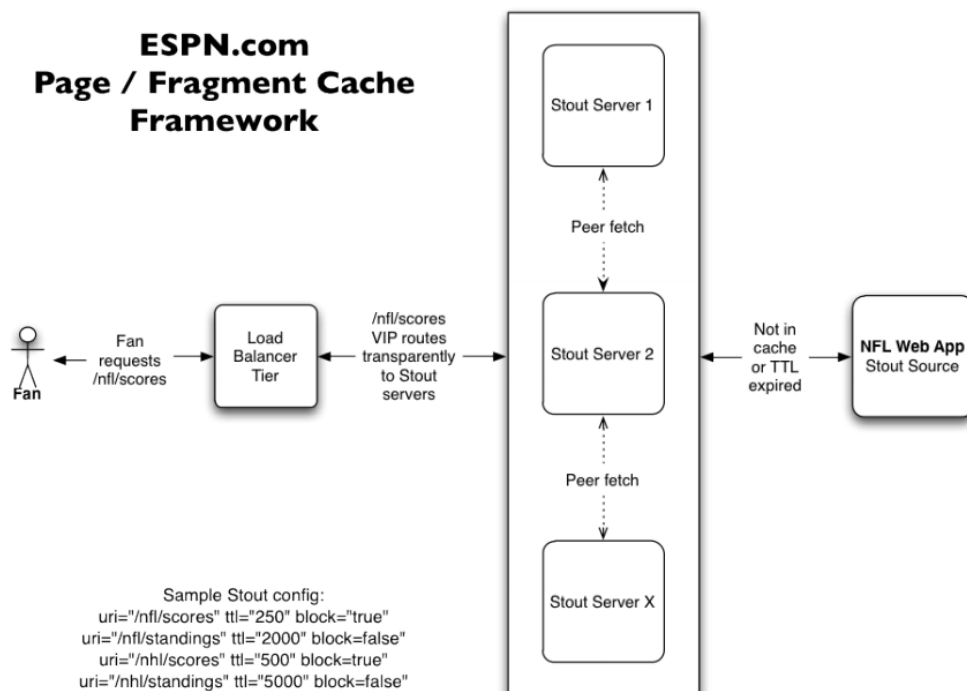 ESPN.com
Page / Fragment Cache
Framework
Stout Server 1
Peer fetch
Fan
requests
/nfl/scores
Fan
Load
Balancer
Tier
/nfl/scores
VIP routes
transparently
to Stout
servers
Stout Server 2
Not in
cache
or TTL
expired
NFL Web App
Stout Source
Peer fetch
Stout Server X
Sample Stout config:
uri="/nfl/scores" ttl="250" block="true"
uri="/nfl/standings" ttl="2000" block=false"
uri="/nhl/scores" ttl="500" block=true"
uri="/nhl/standings" ttl="5000" block=false"